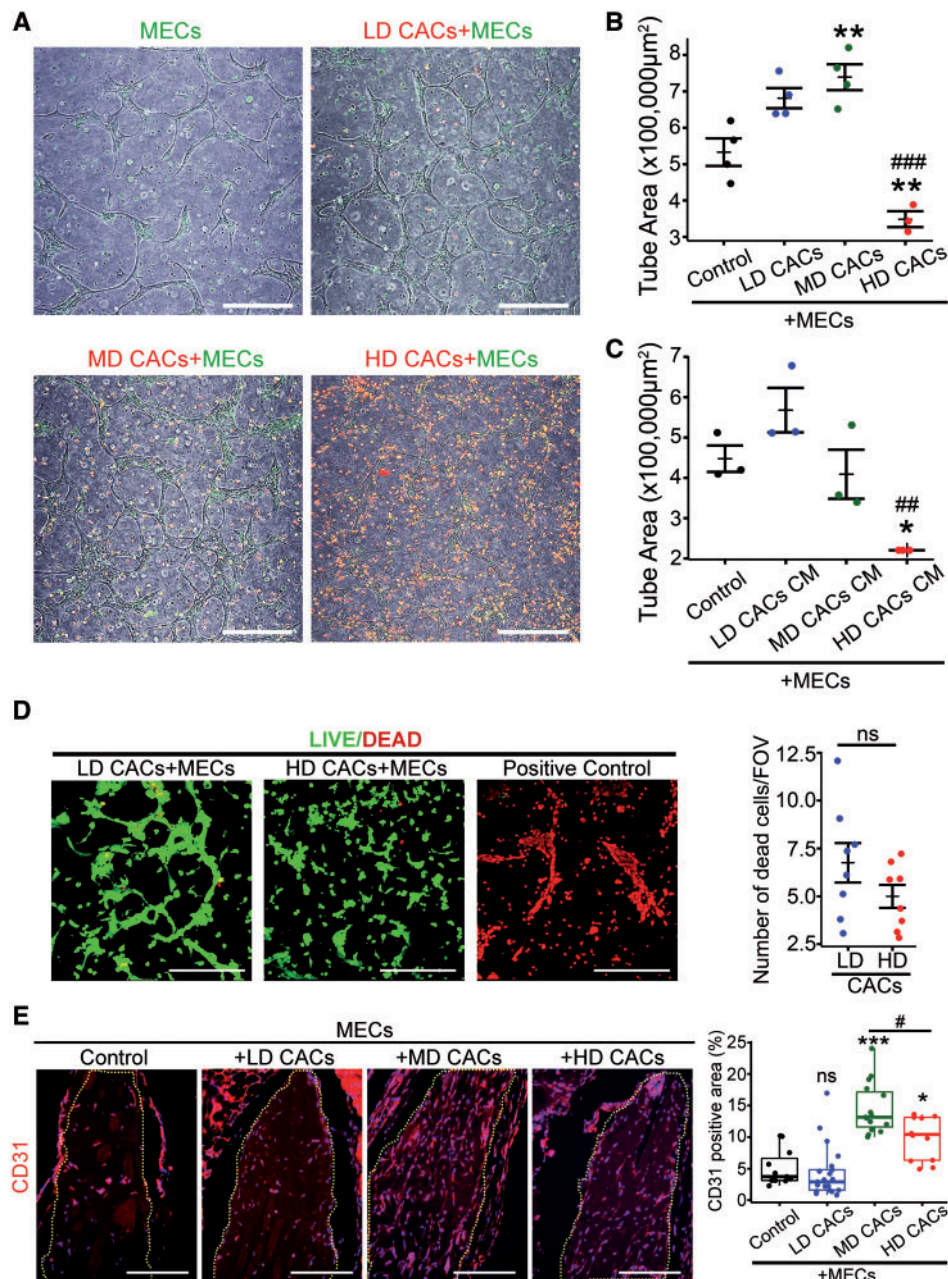 A
MECs
LD CACs+MECs
MD CACs+MECs
HD CACs+MECs
B
Tube Area (x100,000µm²)
8
7
6
5
4
3
**
###
**
Control
LD CACs
MD CACs
HD CACs
+MECs
C
Tube Area (x100,000µm²)
7
6
5
4
3
2
##
*
Control
LD CACs CM
MD CACs CM
HD CACs CM
+MECs
D
LIVE/DEAD
LD CACs+MECs
HD CACs+MECs
Positive Control
Number of dead cells/FOV
12.5
10.0
7.5
5.0
2.5
ns
LD
HD
CACs
E
MECs
Control
+LD CACs
+MD CACs
+HD CACs
CD31
CD31 positive area (%)
25
20
15
10
5
0
ns
***
#
*
Control
LD CACs
MD CACs
HD CACs
+MECs